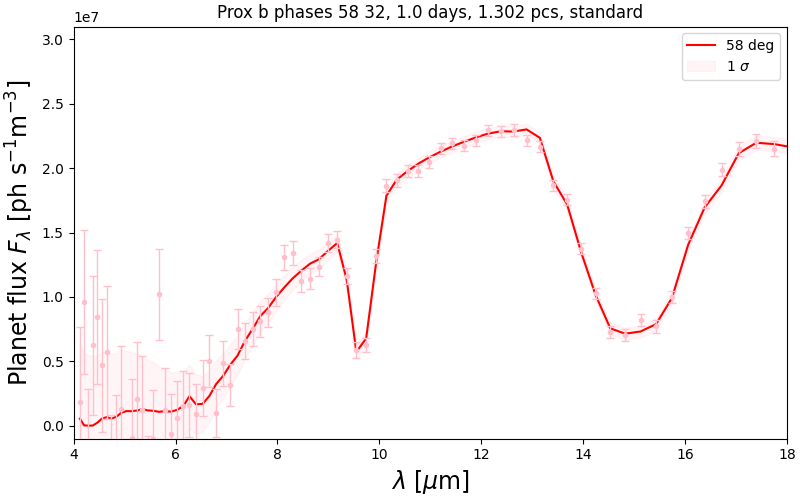 Prox b phases 58 32, 1.0 days, 1.302 pcs, standard
1e7
3.0
2.5
2.0
1.5
1.0
0.5
0.0
Planet flux $F_\lambda$ [ph s$^{-1}$m$^{-3}$]
58 deg
1 σ
4 6 8 10 12 14 16 18
λ [μm]